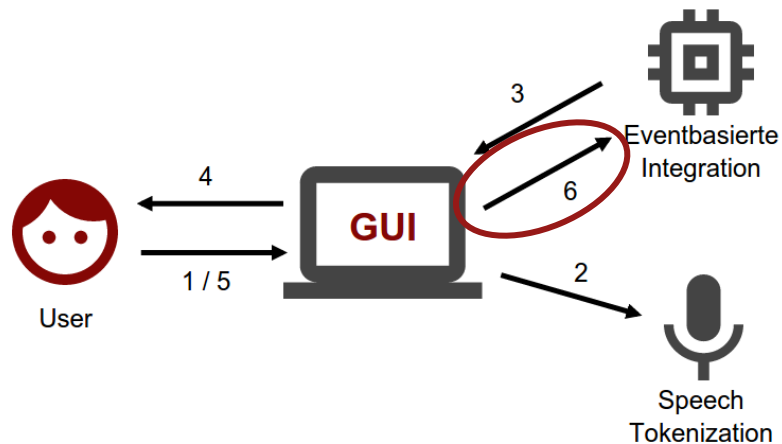 3
Eventbasierte
Integration
4
6
GUI
1 / 5
2
User
Speech
Tokenization